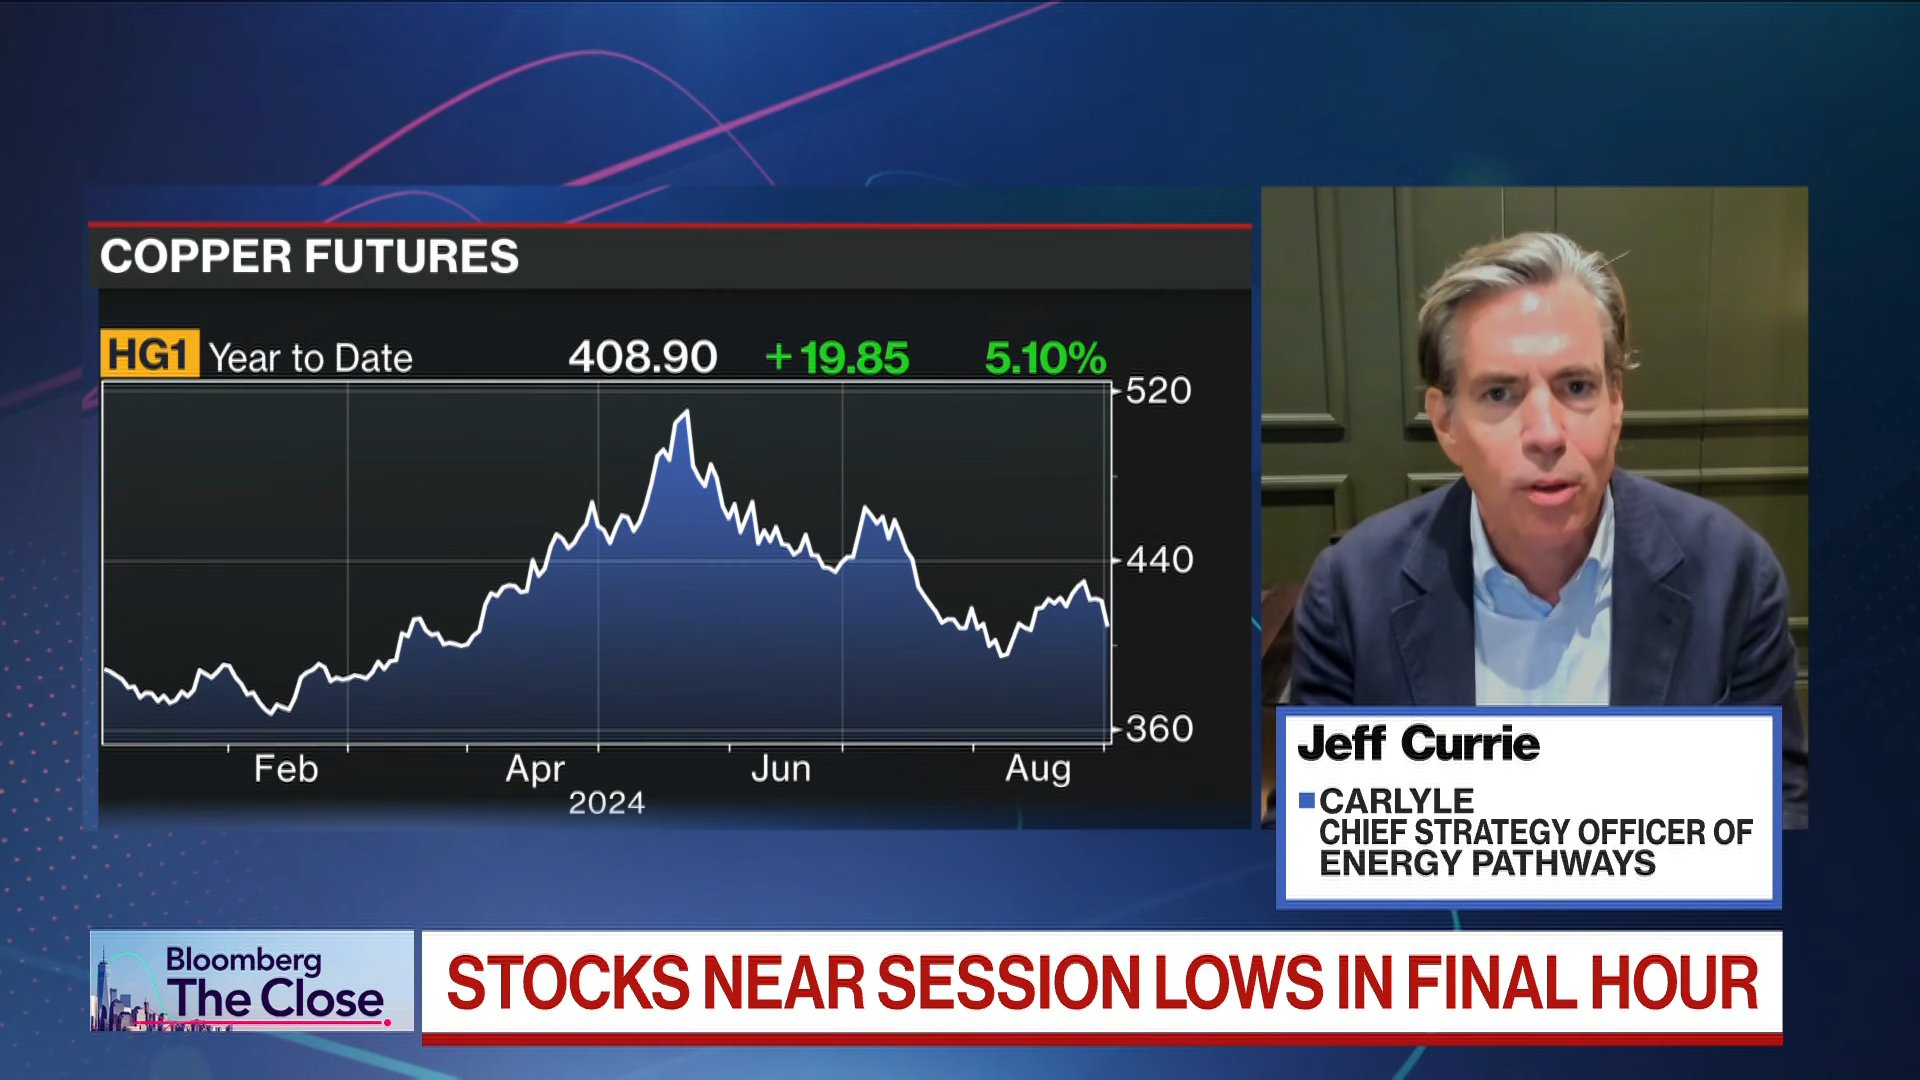 COPPER FUTURES
HG1 Year to Date 408.90 +19.85 5.10%
520
440
360
Feb Apr Jun Aug
2024
Jeff Currie
CARLYLE
CHIEF STRATEGY OFFICER OF
ENERGY PATHWAYS
Bloomberg
The Close
STOCKS NEAR SESSION LOWS IN FINAL HOUR